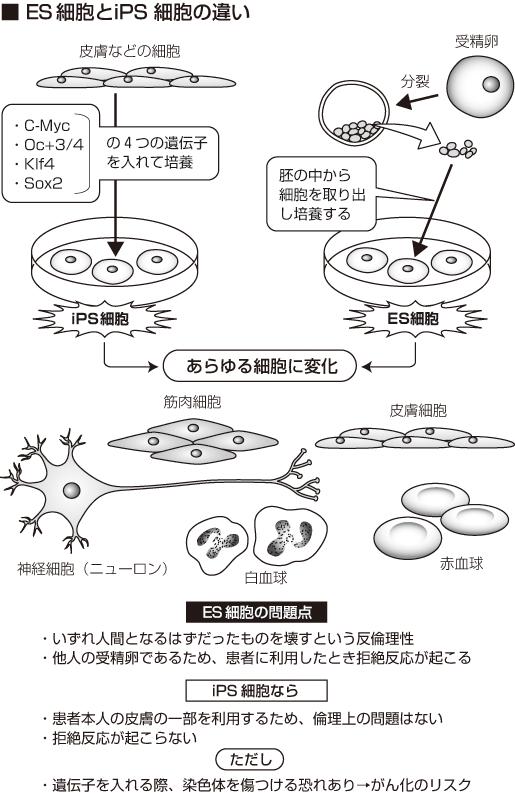 ■ ES細胞とiPS 細胞の違い
皮膚などの細胞
受精卵
分裂
・C-Myc
・Oc+3/4
・Klf4
・Sox2
の4つの遺伝子
を入れて培養
胚の中から
細胞を取り出
し培養する
iPS細胞
ES細胞
あらゆる細胞に変化
筋肉細胞
皮膚細胞
神経細胞（ニューロン）
白血球
赤血球
ES細胞の問題点
・いずれ人間となるはずだったものを壊すという反倫理性
・他人の受精卵であるため、患者に利用したとき拒絶反応が起こる
iPS細胞なら
・患者本人の皮膚の一部を利用するため、倫理上の問題はない
・拒絶反応が起こらない
ただし
・遺伝子を入れる際、染色体を傷つける恐れあり→がん化のリスク